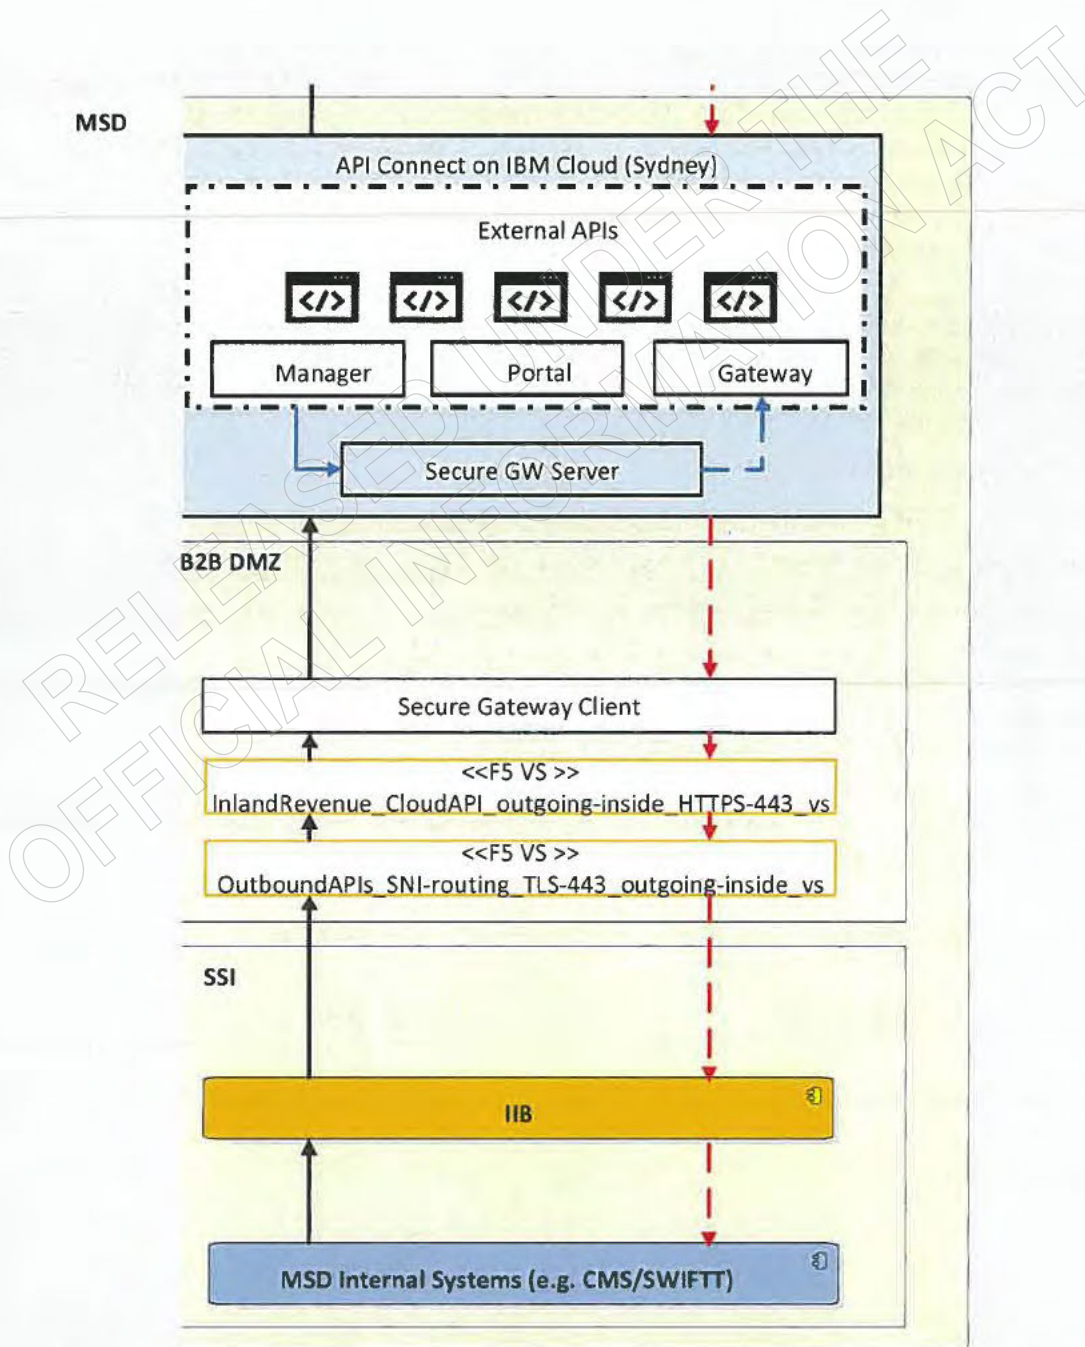 MSD
API Connect on IBM Cloud (Sydney)
External APIs
</> </> </> </> </>
Manager Portal Gateway
Secure GW Server
B2B DMZ
Secure Gateway Client
<<F5 VS >>
InlandRevenue_CloudAPI_outgoing-inside_HTTPS-443_vs
<<F5 VS >>
OutboundAPIs_SNI-routing_TLS-443_outgoing-inside_vs
SSI
IIB
MSD Internal Systems (e.g. CMS/SWIFTT)
RELEASED UNDER THE
OFFICIAL INFORMATION ACT